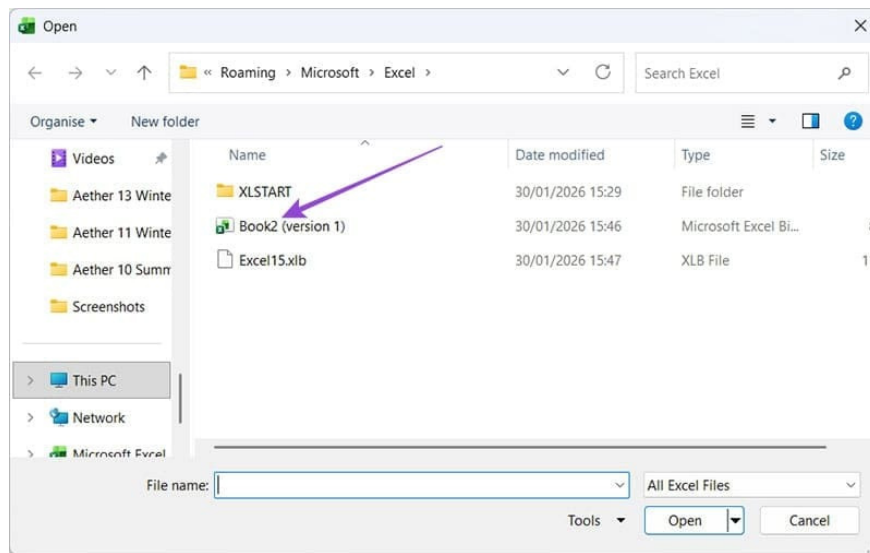 Open
« Roaming > Microsoft > Excel >
Search Excel
Organise
New folder
Name
Date modified
Type
Size
Videos
Aether 13 Winte
Aether 11 Winte
Aether 10 Summ
Screenshots
This PC
Network
Microsoft Excel
XLSTART
30/01/2026 15:29
File folder
Book2 (version 1)
30/01/2026 15:46
Microsoft Excel Bi...
Excel15.xlb
30/01/2026 15:47
XLB File
1
File name:
All Excel Files
Tools
Open
Cancel